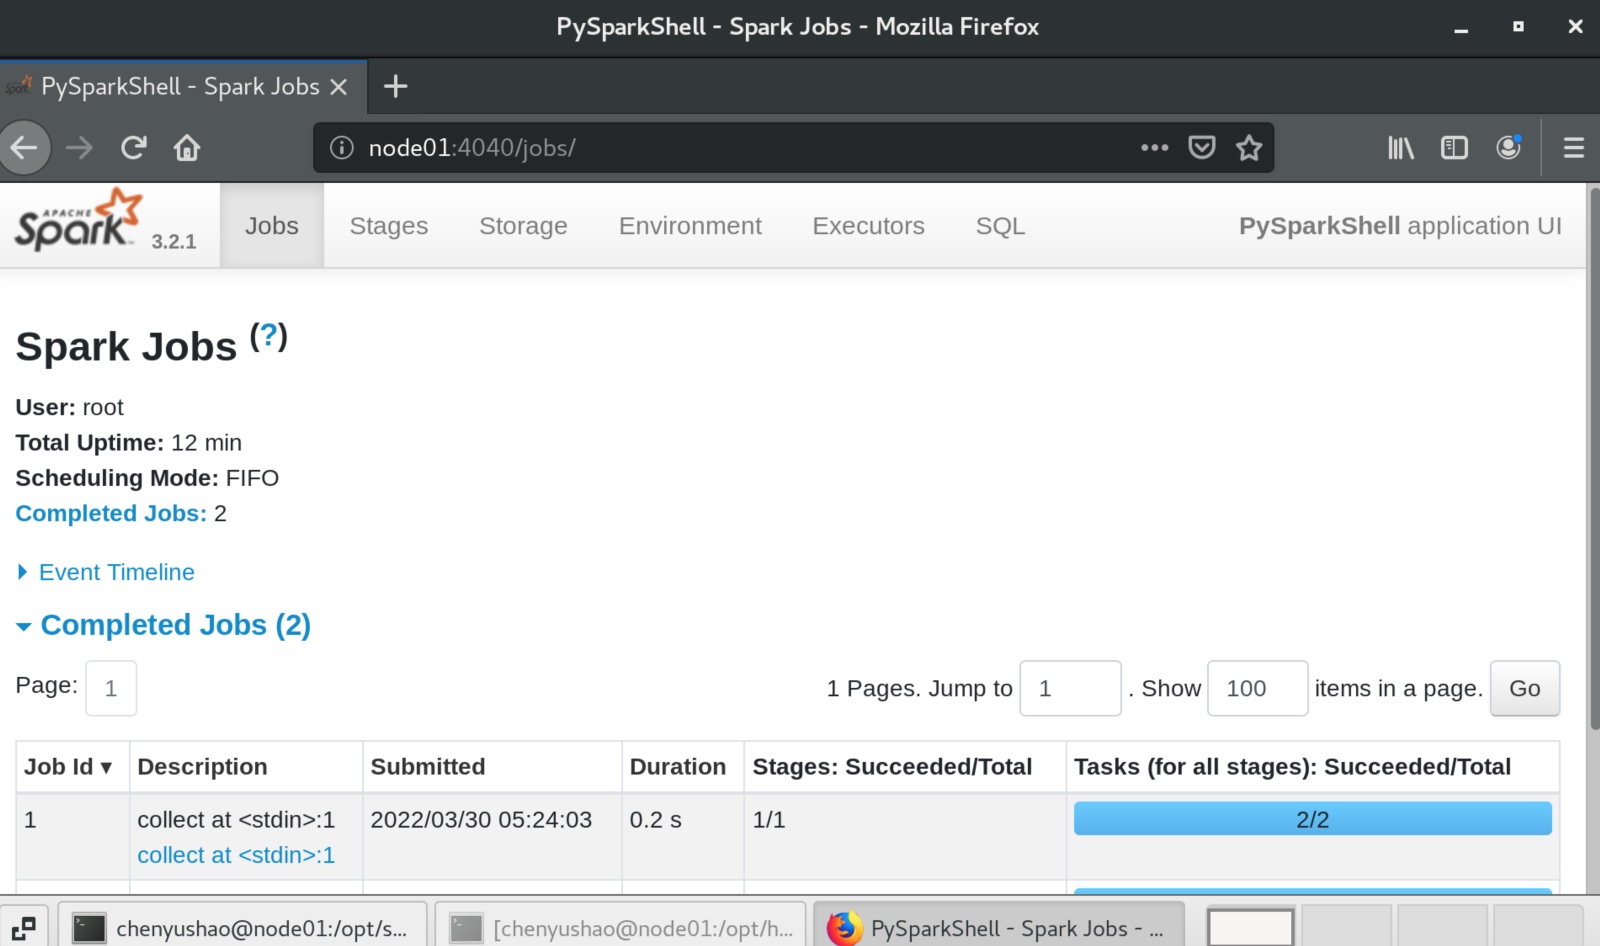 PySparkShell - Spark Jobs - Mozilla Firefox
PySparkShell - Spark Jobs
node01:4040/jobs/
APACHE Spark 3.2.1
Jobs Stages Storage Environment Executors SQL PySparkShell application UI
Spark Jobs (?)
User: root
Total Uptime: 12 min
Scheduling Mode: FIFO
Completed Jobs: 2
Event Timeline
Completed Jobs (2)
Page: 1 1 Pages. Jump to 1 . Show 100 items in a page. Go
Job Id ▾ Description Submitted Duration Stages: Succeeded/Total Tasks (for all stages): Succeeded/Total
1 collect at <stdin>:1 2022/03/30 05:24:03 0.2 s 1/1 2/2
collect at <stdin>:1
chenyushao@node01:/opt/s... [chenyushao@node01:/opt/h... PySparkShell - Spark Jobs - ...